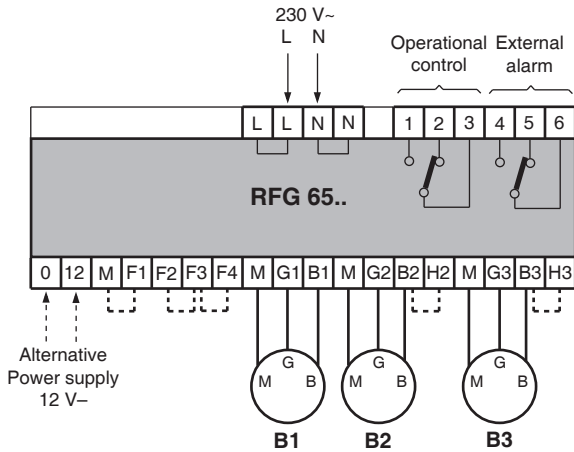 230 V~
L N
Operational control
External alarm
L L N N 1 2 3 4 5 6
RFG 65..
0 12 M F1 F2 F3 F4 M G1 B1 M G2 B2 H2 M G3 B3 H3
Alternative
Power supply
12 V–
M G B
M G B
M G B
B1 B2 B3